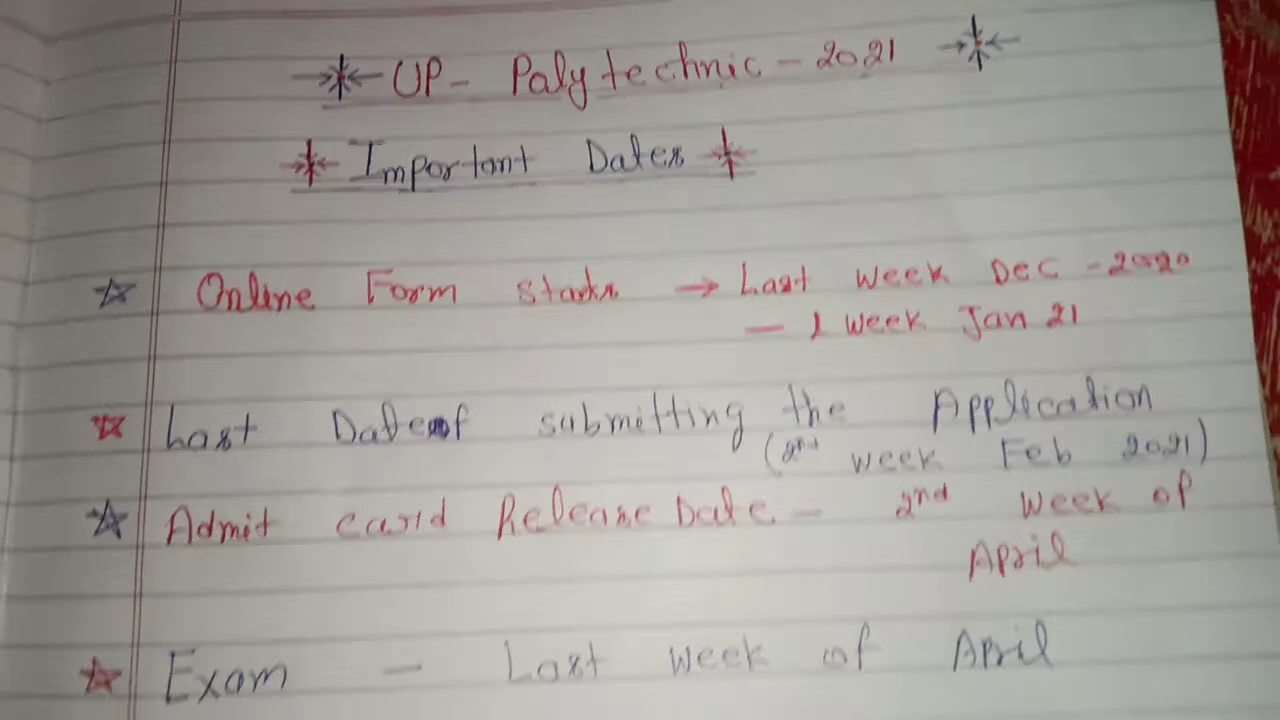 UP- Palytechnic - 2021
Important Dates
Online Form starts → Last week Dec -2020
- 1 week Jan 21
Last Date of submitting the Application
(2nd week Feb 2021)
Admit card Release Date - 2nd week of
April
Exam - Last week of April